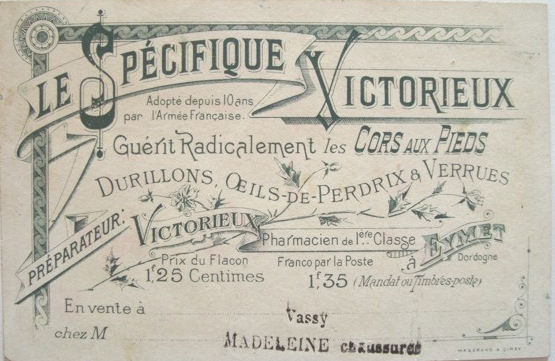 LE SPÉCIFIQUE VICTORIEUX
Adopté depuis 10 ans
par l'Armée Française.
Guérit Radicalement les CORS AUX PIEDS
DURILLONS, ŒILS-DE-PERDRIX & VERRUES
PRÉPARATEUR: VICTORIEUX Pharmacien de 1ère Classe à EYMET
Dordogne
Prix du Flacon Franco par la Poste
1f,25 Centimes 1f,35 (Mandat ou Timbres-poste)
En vente à
Vassy
chez M
MADELEINE chaussures